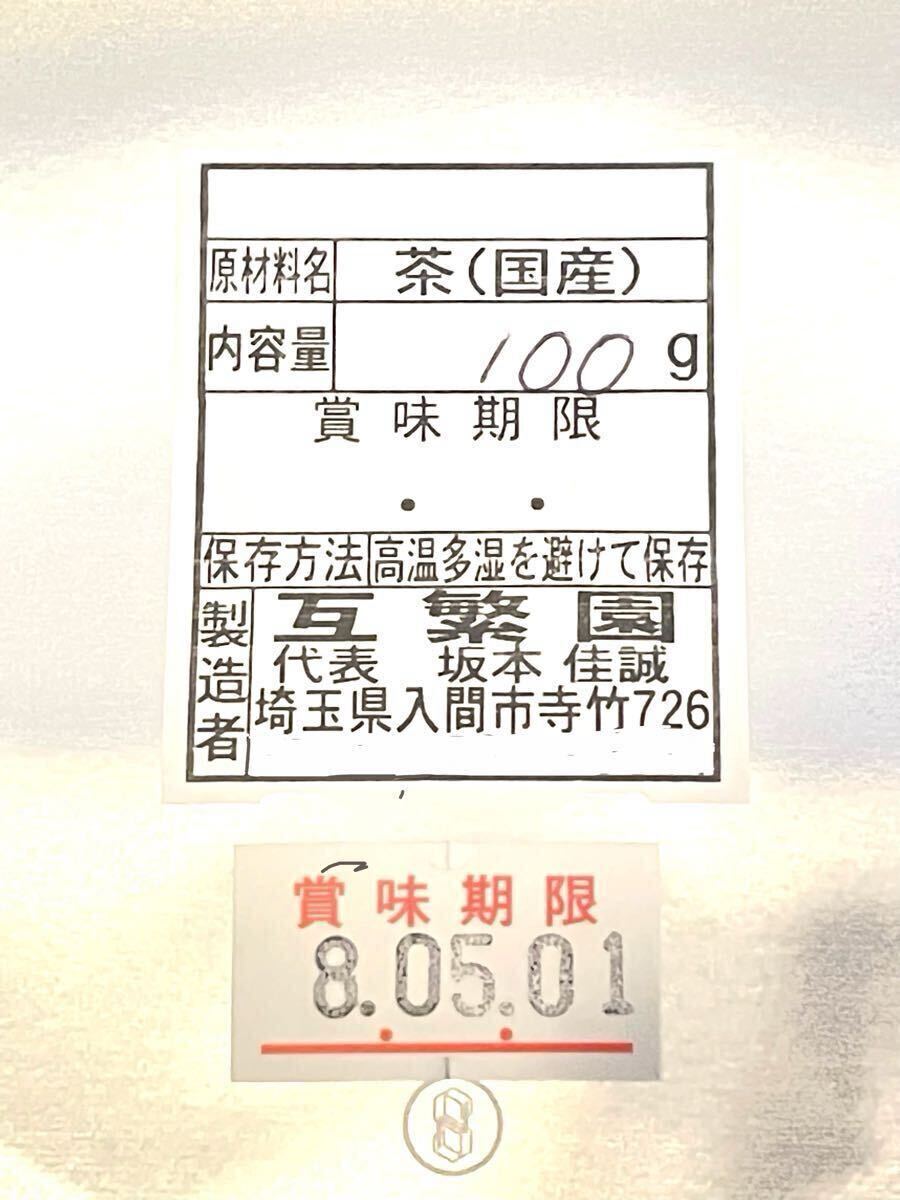 原材料名 茶(国産)
内容量 100 g
賞味期限
. .
保存方法 高温多湿を避けて保存
製造者 互繁園
代表 坂本 佳誠
埼玉県入間市寺竹726
賞味期限
8.05.01